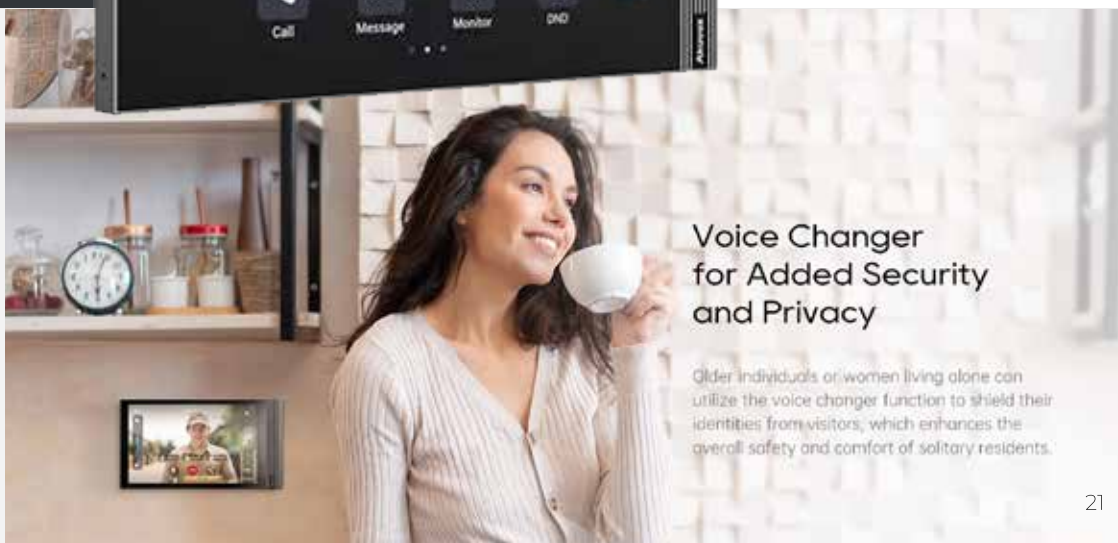 Call
Message
Monitor
DND
Akuvox
Voice Changer
for Added Security
and Privacy
Older individuals or women living alone can
utilize the voice changer function to shield their
identities from visitors, which enhances the
overall safety and comfort of solitary residents.
21